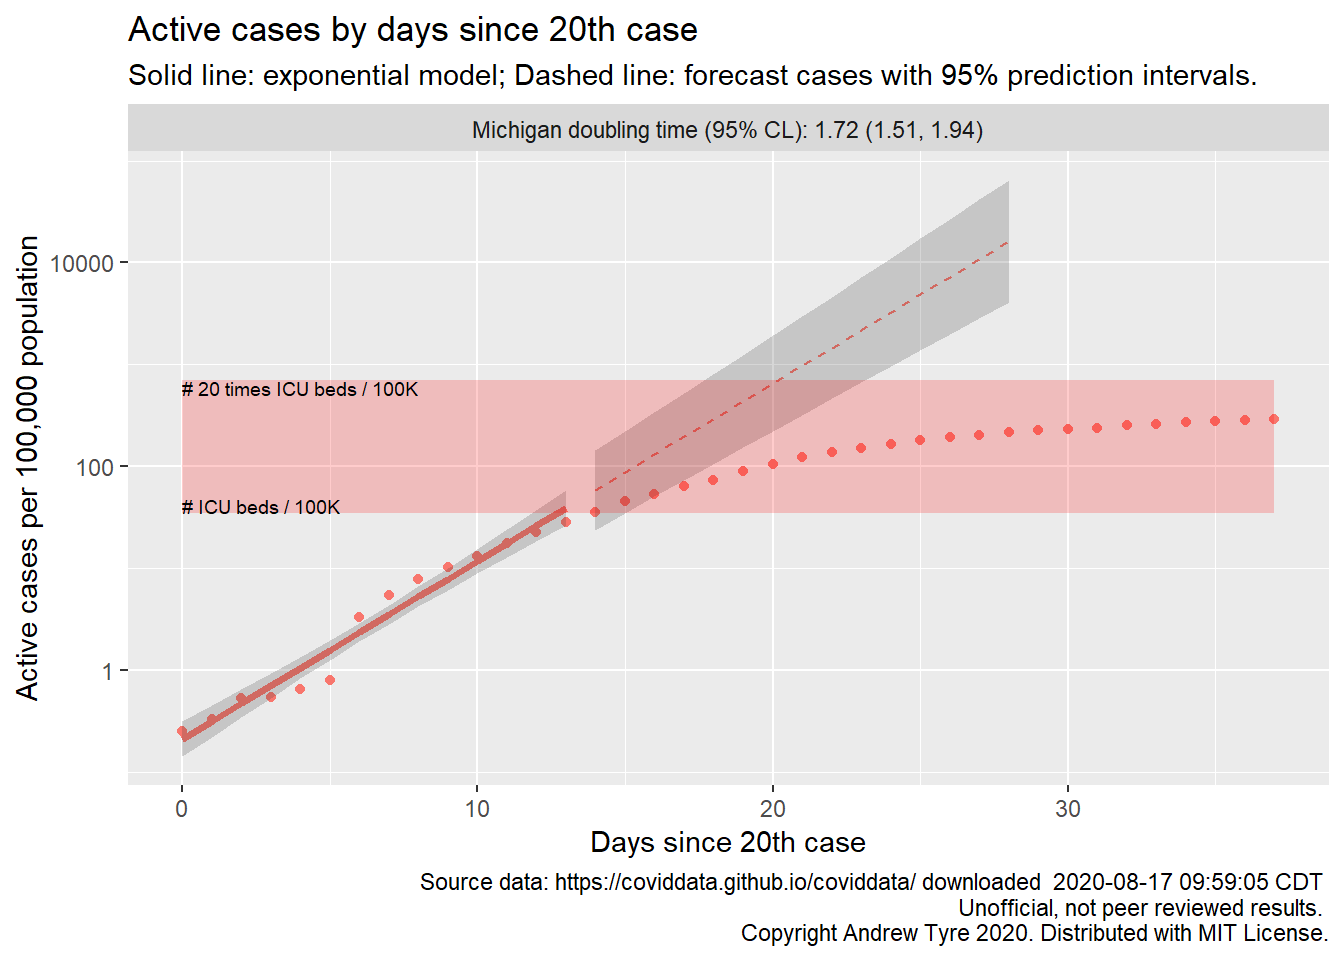 Active cases by days since 20th case
Solid line: exponential model; Dashed line: forecast cases with 95% prediction intervals.
Michigan doubling time (95% CL): 1.72 (1.51, 1.94)
Active cases per 100,000 population
10000
100
1
# 20 times ICU beds / 100K
# ICU beds / 100K
0
10
20
30
Days since 20th case
Source data: https://coviddata.github.io/coviddata/ downloaded  2020-08-17 09:59:05 CDT
Unofficial, not peer reviewed results.
Copyright Andrew Tyre 2020. Distributed with MIT License.